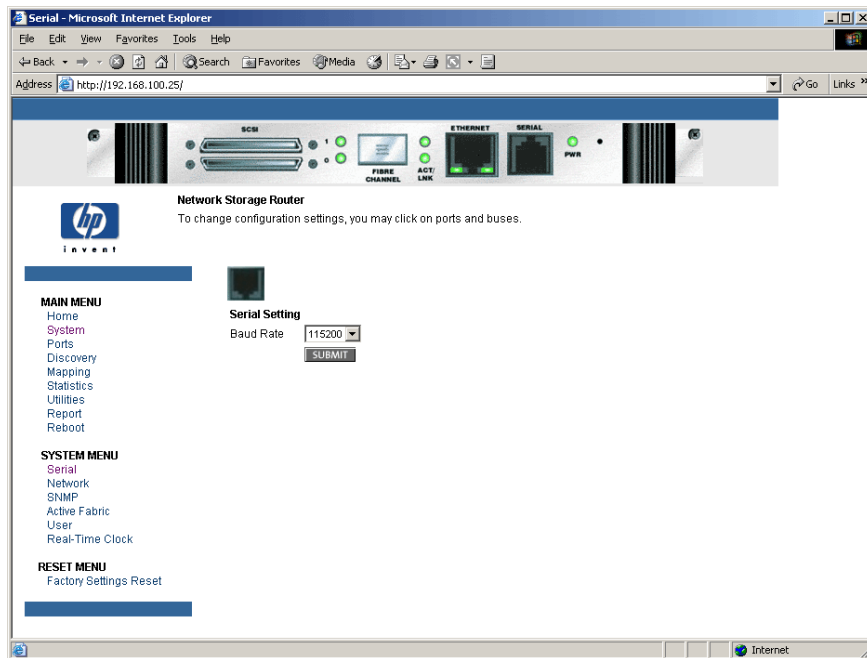 Serial - Microsoft Internet Explorer
File Edit View Favorites Tools Help
Back Search Favorites Media
Address http://192.168.100.25/ Go Links »
SCSI ETHERNET SERIAL
1
0
FIBRE CHANNEL
ACT/ LNK
PWR
hp
invent
Network Storage Router
To change configuration settings, you may click on ports and buses.
MAIN MENU
Home
System
Ports
Discovery
Mapping
Statistics
Utilities
Report
Reboot
SYSTEM MENU
Serial
Network
SNMP
Active Fabric
User
Real-Time Clock
RESET MENU
Factory Settings Reset
Serial Setting
Baud Rate 115200
SUBMIT
Internet